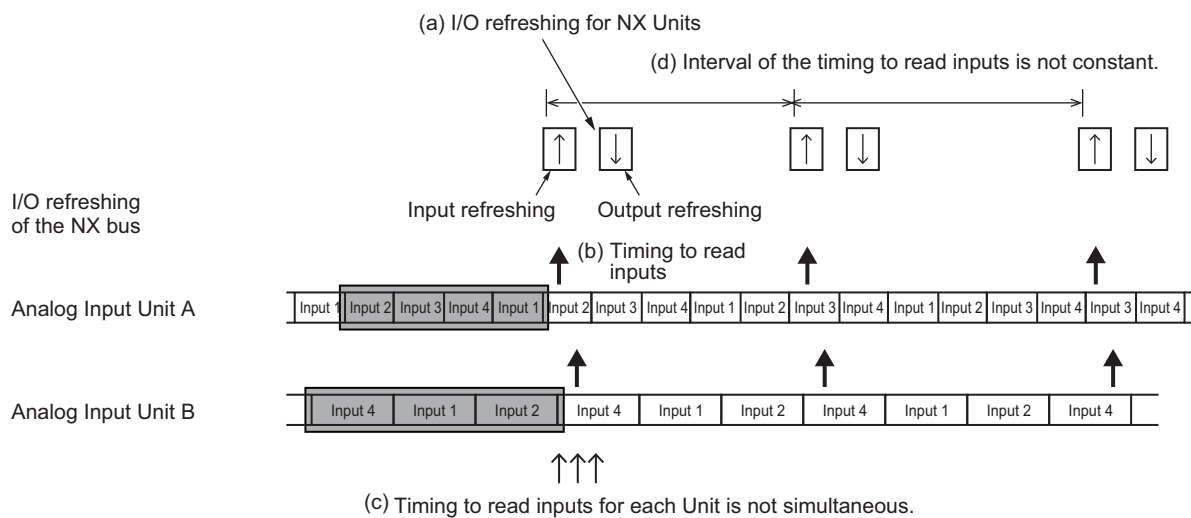 (a) I/O refreshing for NX Units
(d) Interval of the timing to read inputs is not constant.
Input refreshing
Output refreshing
I/O refreshing
of the NX bus
(b) Timing to read
inputs
Analog Input Unit A
Input 1 Input 2 Input 3 Input 4 Input 1 Input 2 Input 3 Input 4 Input 1 Input 2 Input 3 Input 4 Input 1 Input 2 Input 3 Input 4 Input 3 Input 4
Analog Input Unit B
Input 4 Input 1 Input 2 Input 4 Input 1 Input 2 Input 4 Input 1 Input 2 Input 4
(c) Timing to read inputs for each Unit is not simultaneous.